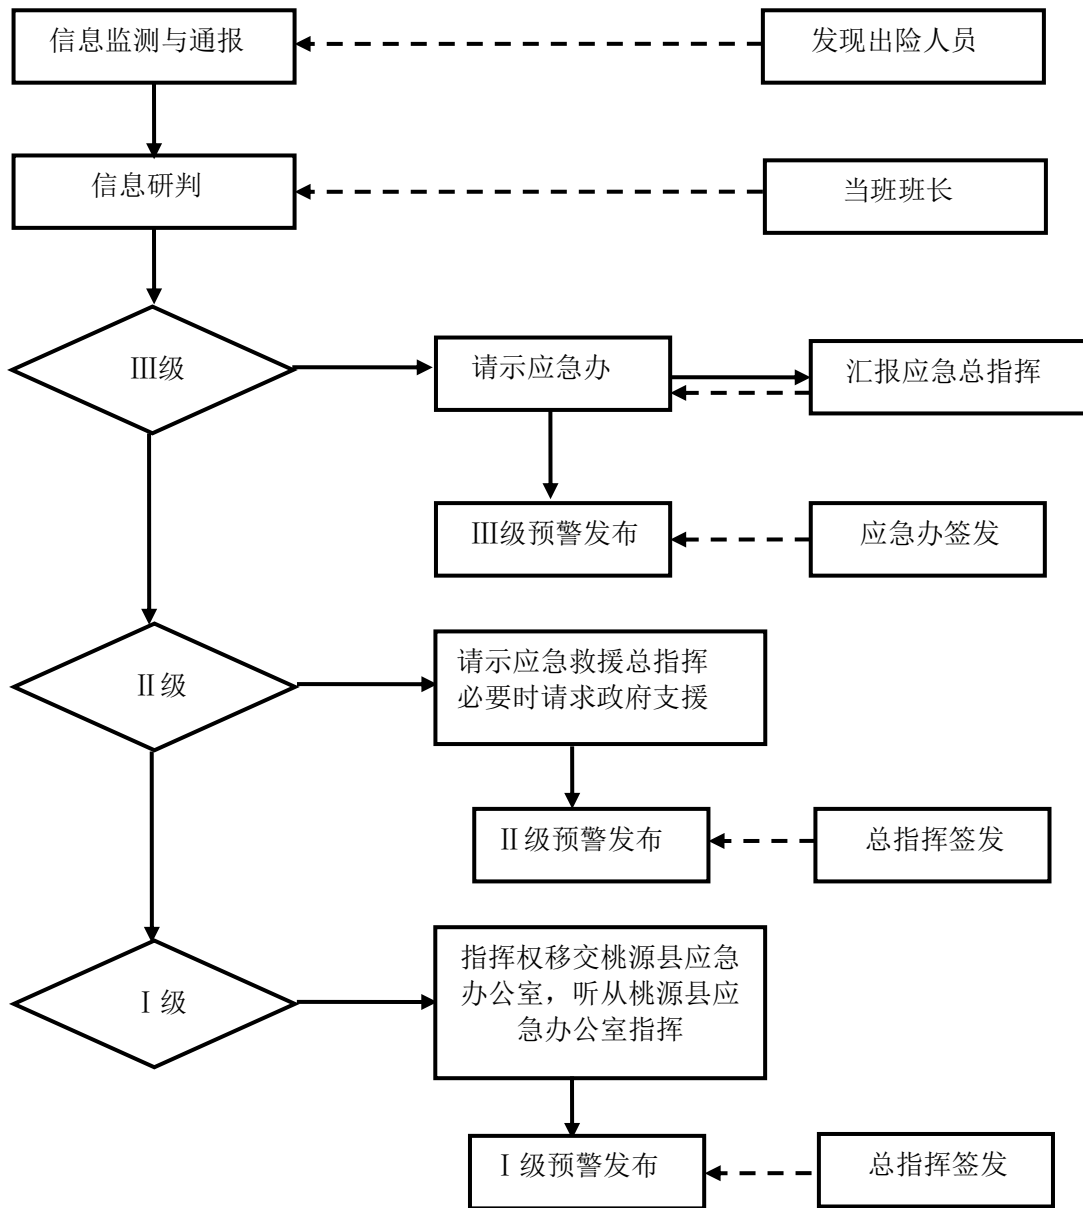 信息监测与通报
发现出险人员
信息研判
当班班长
Ⅲ级
请示应急办
汇报应急总指挥
Ⅲ级预警发布
应急办签发
Ⅱ级
请示应急救援总指挥
必要时请求政府支援
Ⅱ级预警发布
总指挥签发
Ⅰ级
指挥权移交桃源县应急
办公室，听从桃源县应
急办公室指挥
Ⅰ级预警发布
总指挥签发